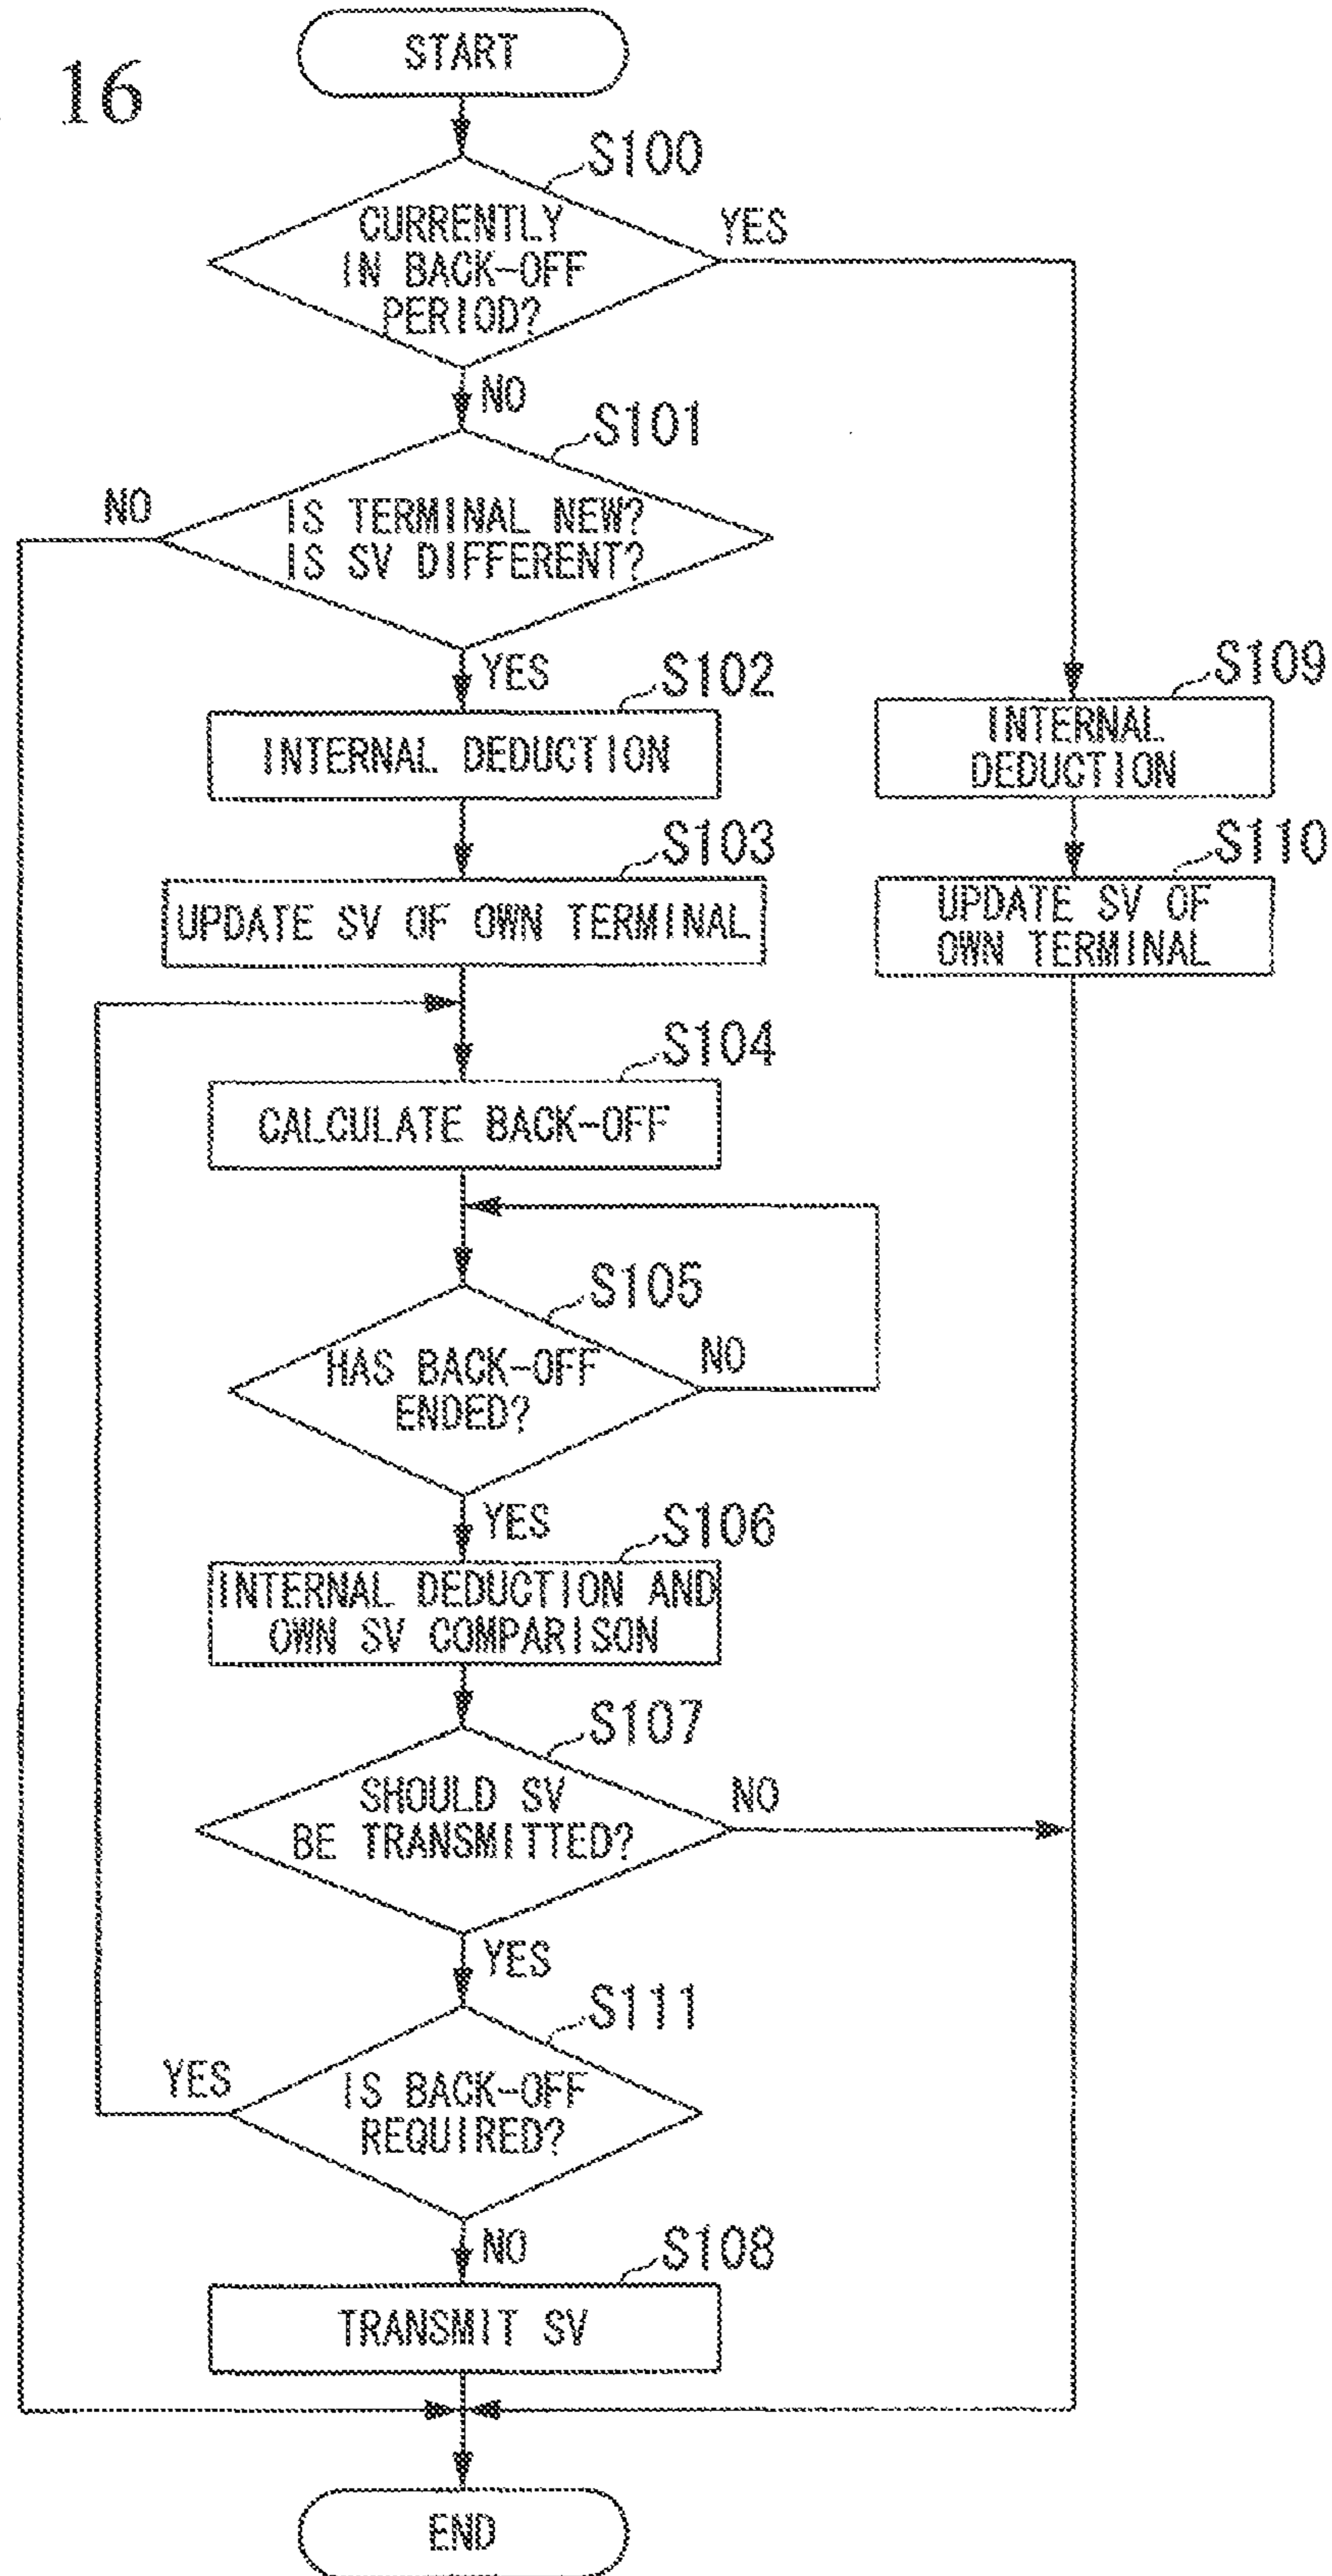 16
START
S100
CURRENTLY
IN BACK-OFF
PERIOD?
YES
NO
S101
NO
IS TERMINAL NEW?
IS SV DIFFERENT?
YES
S102
INTERNAL DEDUCTION
S109
INTERNAL
DEDUCTION
S103
UPDATE SV OF OWN TERMINAL
S110
UPDATE SV OF
OWN TERMINAL
S104
CALCULATE BACK-OFF
S105
HAS BACK-OFF
ENDED?
NO
YES
S106
INTERNAL DEDUCTION AND
OWN SV COMPARISON
S107
SHOULD SV
BE TRANSMITTED?
NO
YES
S111
YES
IS BACK-OFF
REQUIRED?
NO
S108
TRANSMIT SV
END